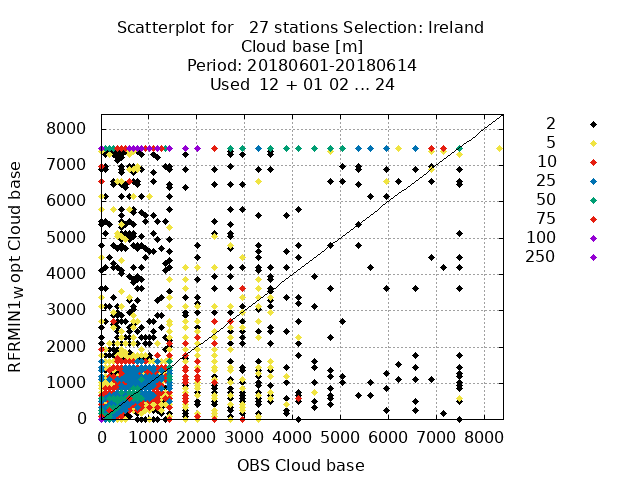 Scatterplot for 27 stations Selection: Ireland
Cloud base [m]
Period: 20180601-20180614
Used 12 + 01 02 ... 24
8000
7000
6000
5000
4000
3000
2000
1000
0
RFRMIN1W opt Cloud base
0 1000 2000 3000 4000 5000 6000 7000 8000
OBS Cloud base
2
5
10
25
50
75
100
250